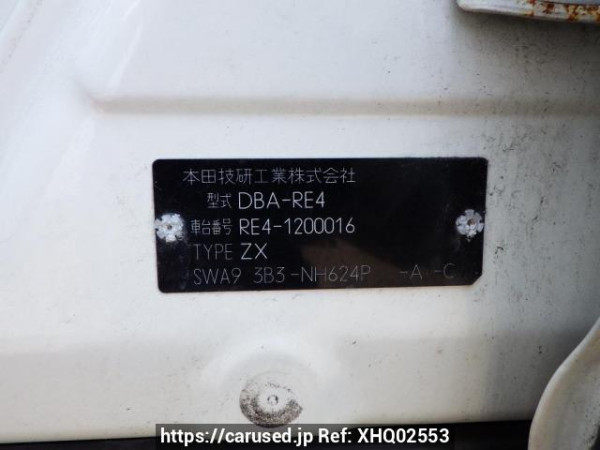 本田技研工業株式会社
型式 DBA-RE4
車台番号 RE4-1200016
TYPE ZX
SWA9 3B3-NH624P -A -C
https://carused.jp Ref: XHQ02553